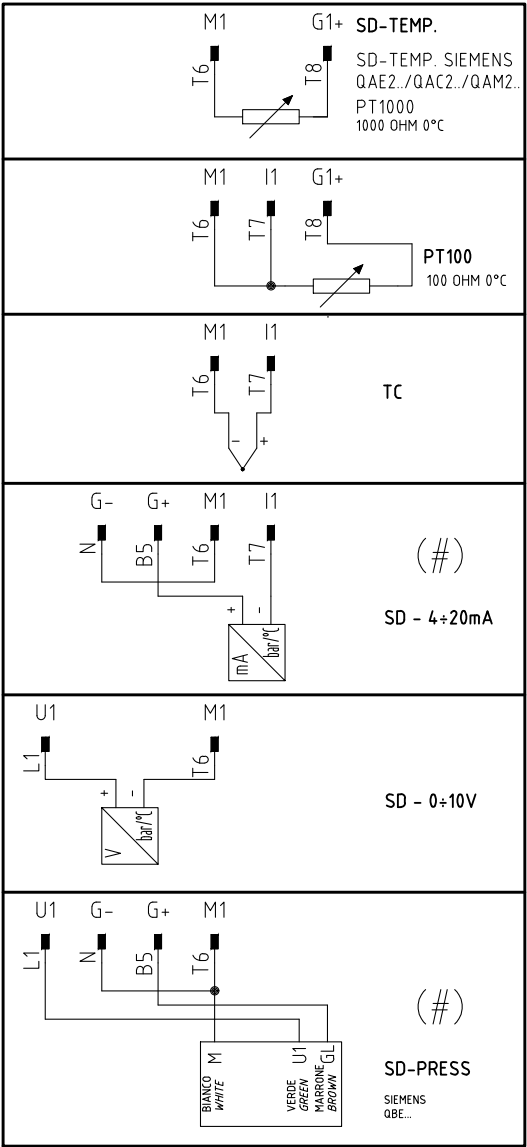 M1 G1+ SD-TEMP.
T6 T8 SD-TEMP. SIEMENS
QAE2../QAC2../QAM2..
PT1000
1000 OHM 0°C
M1 I1 G1+
T6 T7 T8
PT100
100 OHM 0°C
M1 I1
T6 T7
TC
- +
G- G+ M1 I1
N B5 T6 T7
(#)
+ -
SD - 4÷20mA
mA bar/°C
U1 M1
L1 T6
+ -
SD - 0÷10V
V bar/°C
U1 G- G+ M1
L1 N B5 T6
(#)
M U1 GL
BIANCO
WHITE
VERDE
GREEN
MARRONE
BROWN
SD-PRESS
SIEMENS
QBE...